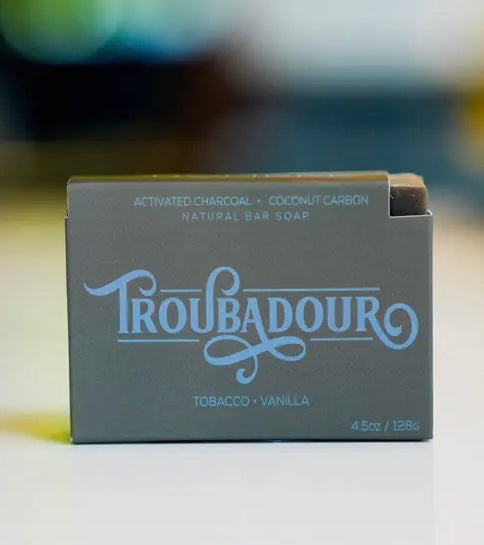 ACTIVATED CHARCOAL • COCONUT CARBON
NATURAL BAR SOAP
TROUBADOUR
TOBACCO • VANILLA
4.5oz / 128G